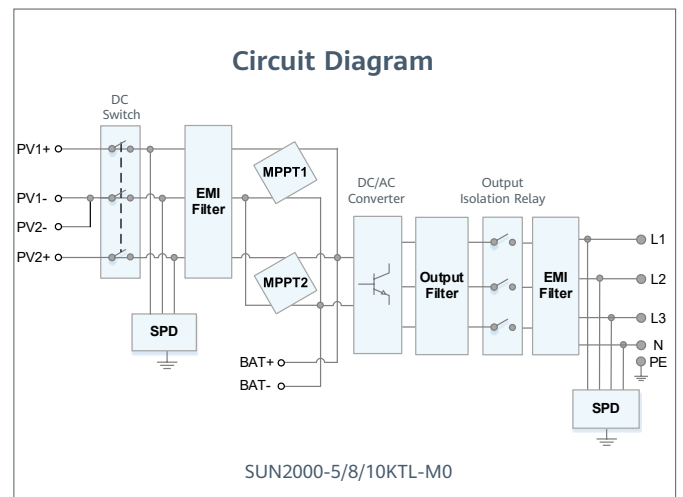 Circuit Diagram
DC
Switch
PV1+
PV1-
PV2-
PV2+
EMI
Filter
MPPT1
MPPT2
SPD
BAT+
BAT-
DC/AC
Converter
Output
Filter
Output
Isolation Relay
EMI
Filter
L1
L2
L3
N
PE
SPD
SUN2000-5/8/10KTL-M0